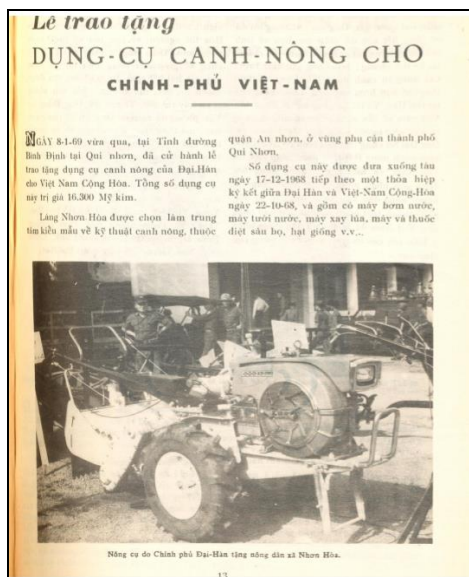 Lễ trao tặng
DỤNG-CỤ CANH-NÔNG CHO
CHÍNH-PHỦ VIỆT-NAM
NGÀY 8-1-69 vừa qua, tại Tỉnh đường
Bình Định tại Qui nhơn, đã cử hành lễ
trao tặng dụng cụ canh nông của Đại.Hàn
cho Việt Nam Cộng Hòa. Tổng số dụng cụ
này trị giá 16.300 Mỹ kim.
Làng Nhơn Hòa được chọn làm trung
tim kiểu mẫu về kỹ thuật canh nông, thuộc
quận An nhơn, ở vùng phụ cận thành phố
Qui Nhơn.
Số dụng cụ này được đưa xuống tàu
ngày 17-12-1968 tiếp theo một thỏa hiệp
ký kết giữa Đại Hàn và Việt-Nam Cộng-Hòa
ngày 22-10-68, và gồm có máy bơm nước,
máy tưới nước, máy xay lúa, máy và thuốc
diệt sâu bọ, hạt giống v.v...
Nông cụ do Chính phủ Đại-Hàn tặng nông dân xã Nhơn Hòa.
13